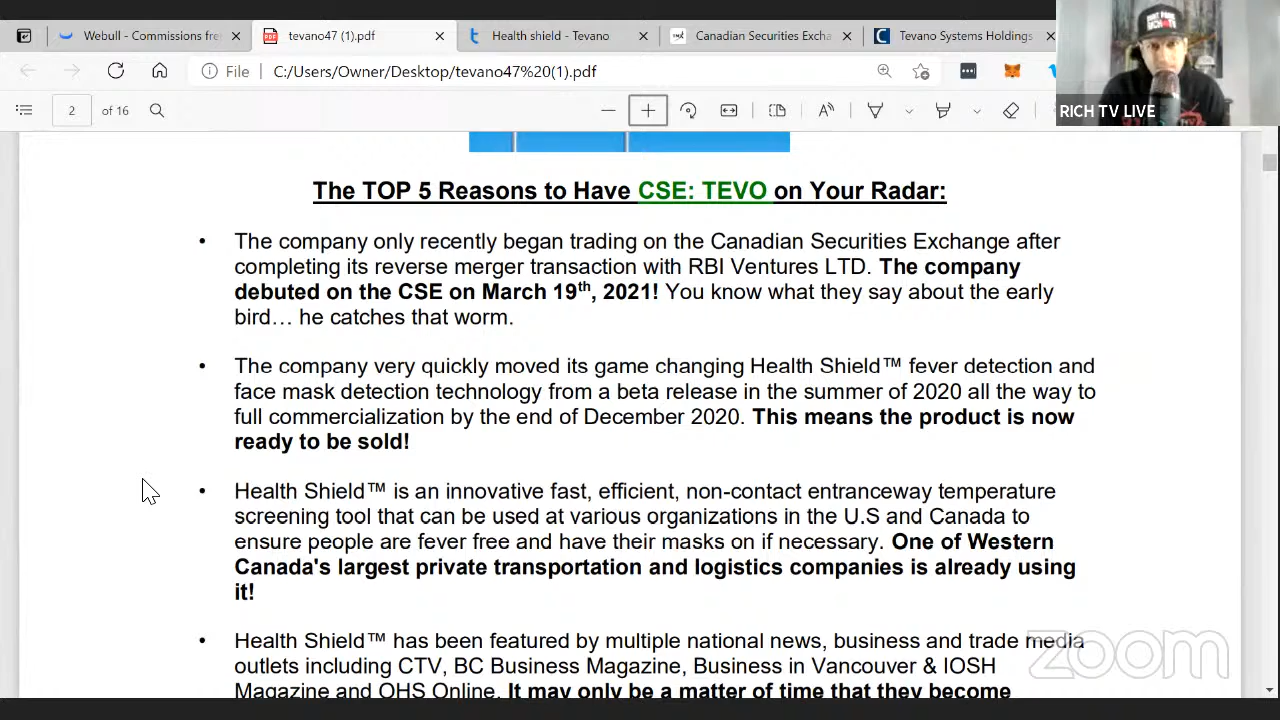 Webull - Commissions fre
tevano47 (1).pdf
Health shield - Tevano
Canadian Securities Excha
Tevano Systems Holdings
File
C:/Users/Owner/Desktop/tevano47%20(1).pdf
RICH TV LIVE
2
of 16
The TOP 5 Reasons to Have CSE: TEVO on Your Radar:
• The company only recently began trading on the Canadian Securities Exchange after
completing its reverse merger transaction with RBI Ventures LTD. The company
debuted on the CSE on March 19th, 2021! You know what they say about the early
bird… he catches that worm.
• The company very quickly moved its game changing Health Shield™ fever detection and
face mask detection technology from a beta release in the summer of 2020 all the way to
full commercialization by the end of December 2020. This means the product is now
ready to be sold!
• Health Shield™ is an innovative fast, efficient, non-contact entranceway temperature
screening tool that can be used at various organizations in the U.S and Canada to
ensure people are fever free and have their masks on if necessary. One of Western
Canada's largest private transportation and logistics companies is already using
it!
• Health Shield™ has been featured by multiple national news, business and trade media
outlets including CTV, BC Business Magazine, Business in Vancouver & IOSH
Magazine and OHS Online. It may only be a matter of time that they become
zoom